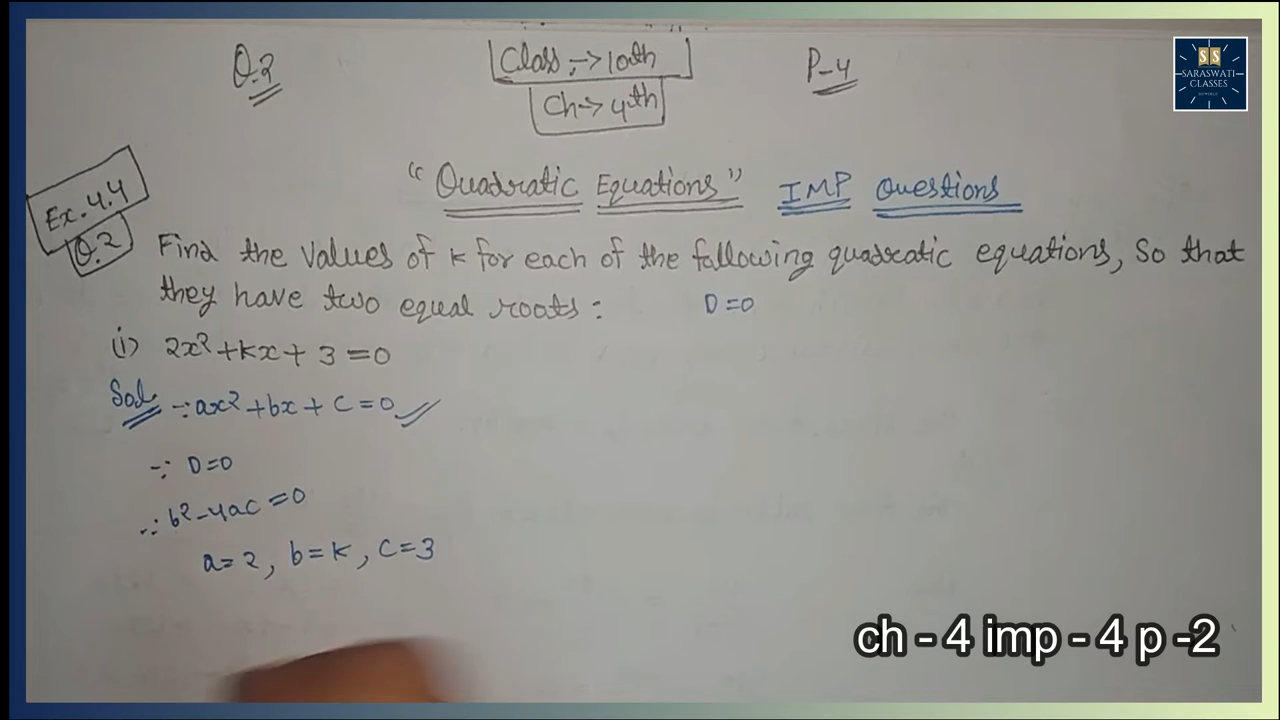 Q.2
Class :-> 10th
P-4
Ch -> 4th
SARASWATI
CLASSES
Ex. 4.4
Q.2
"Quadratic Equations" IMP Questions
Find the values of k for each of the following quadratic equations, so that
they have two equal roots : D=0
(i) 2x² + kx + 3 = 0
Sol. ∵ ax² + bx + c = 0
∵ D=0
∵ b² - 4ac = 0
a=2, b=k, c=3
ch - 4 imp - 4 p -2